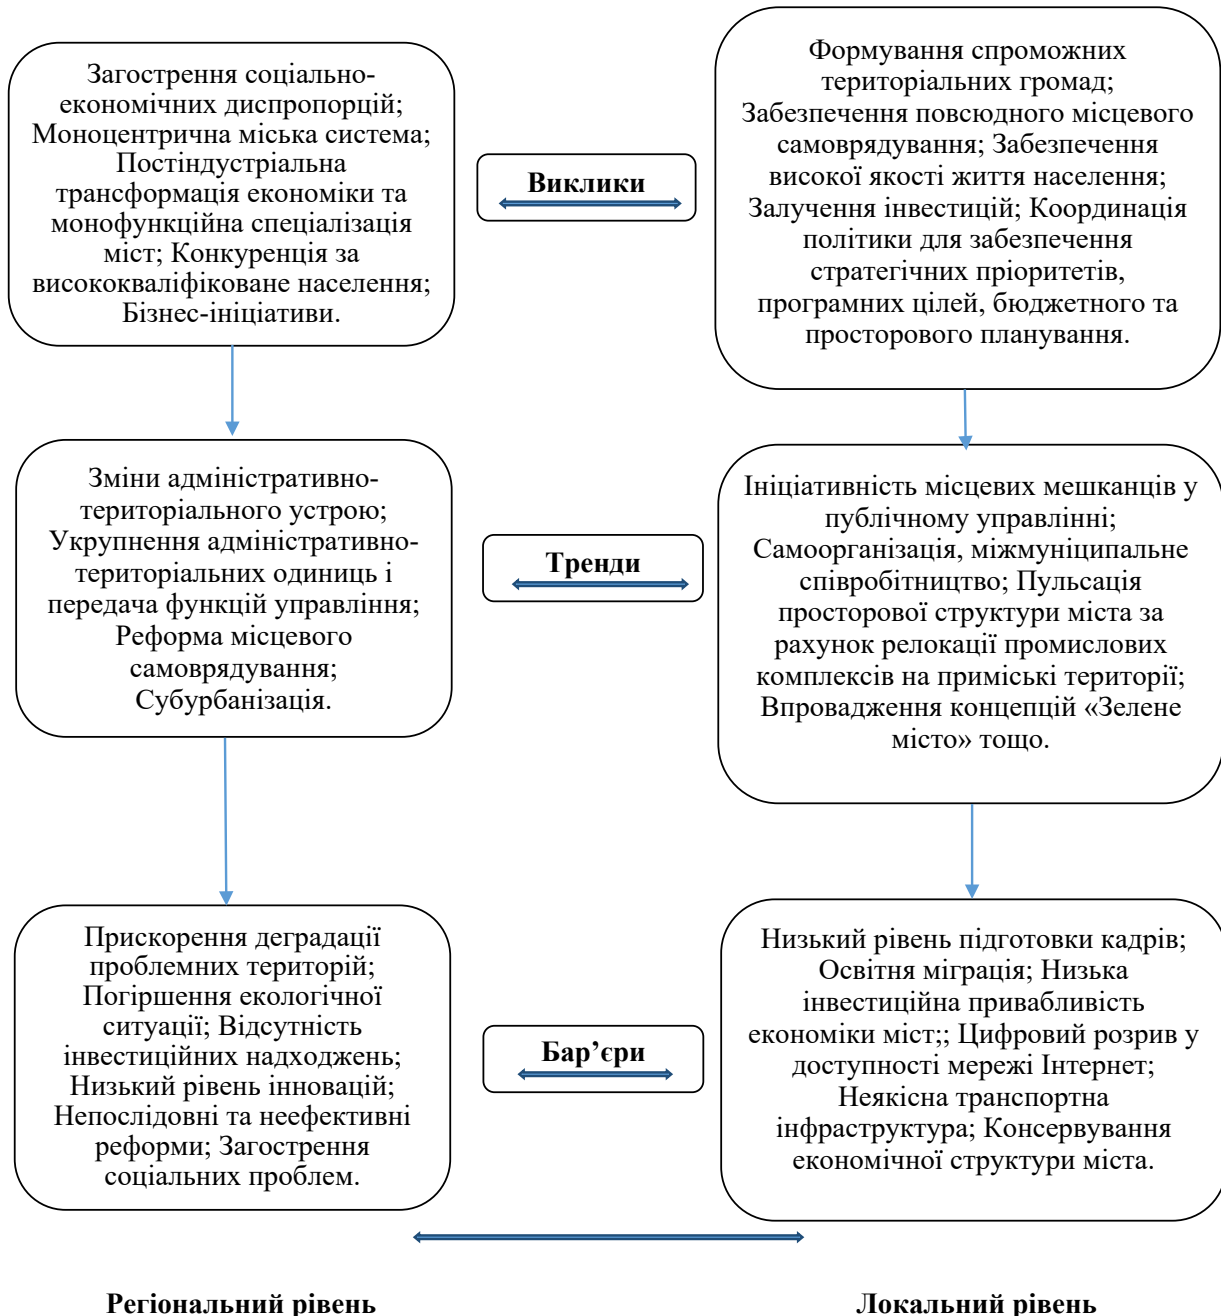 Загострення соціально-
економічних диспропорцій;
Моноцентрична міська система;
Постіндустріальна
трансформація економіки та
монофункційна спеціалізація
міст; Конкуренція за
висококваліфіковане населення;
Бізнес-ініціативи.
Виклики
Формування спроможних
територіальних громад;
Забезпечення повсюдного місцевого
самоврядування; Забезпечення
високої якості життя населення;
Залучення інвестицій; Координація
політики для забезпечення
стратегічних пріоритетів,
програмних цілей, бюджетного та
просторового планування.
Зміни адміністративно-
територіального устрою;
Укрупнення адміністративно-
територіальних одиниць і
передача функцій управління;
Реформа місцевого
самоврядування;
Субурбанізація.
Тренди
Ініціативність місцевих мешканців у
публічному управлінні;
Самоорганізація, міжмуніципальне
співробітництво; Пульсація
просторової структури міста за
рахунок релокації промислових
комплексів на приміські території;
Впровадження концепцій «Зелене
місто» тощо.
Прискорення деградації
проблемних територій;
Погіршення екологічної
ситуації; Відсутність
інвестиційних надходжень;
Низький рівень інновацій;
Непослідовні та неефективні
реформи; Загострення
соціальних проблем.
Бар’єри
Низький рівень підготовки кадрів;
Освітня міграція; Низька
інвестиційна привабливість
економіки міст;; Цифровий розрив у
доступності мережі Інтернет;
Неякісна транспортна
інфраструктура; Консервування
економічної структури міста.
Регіональний рівень
Локальний рівень